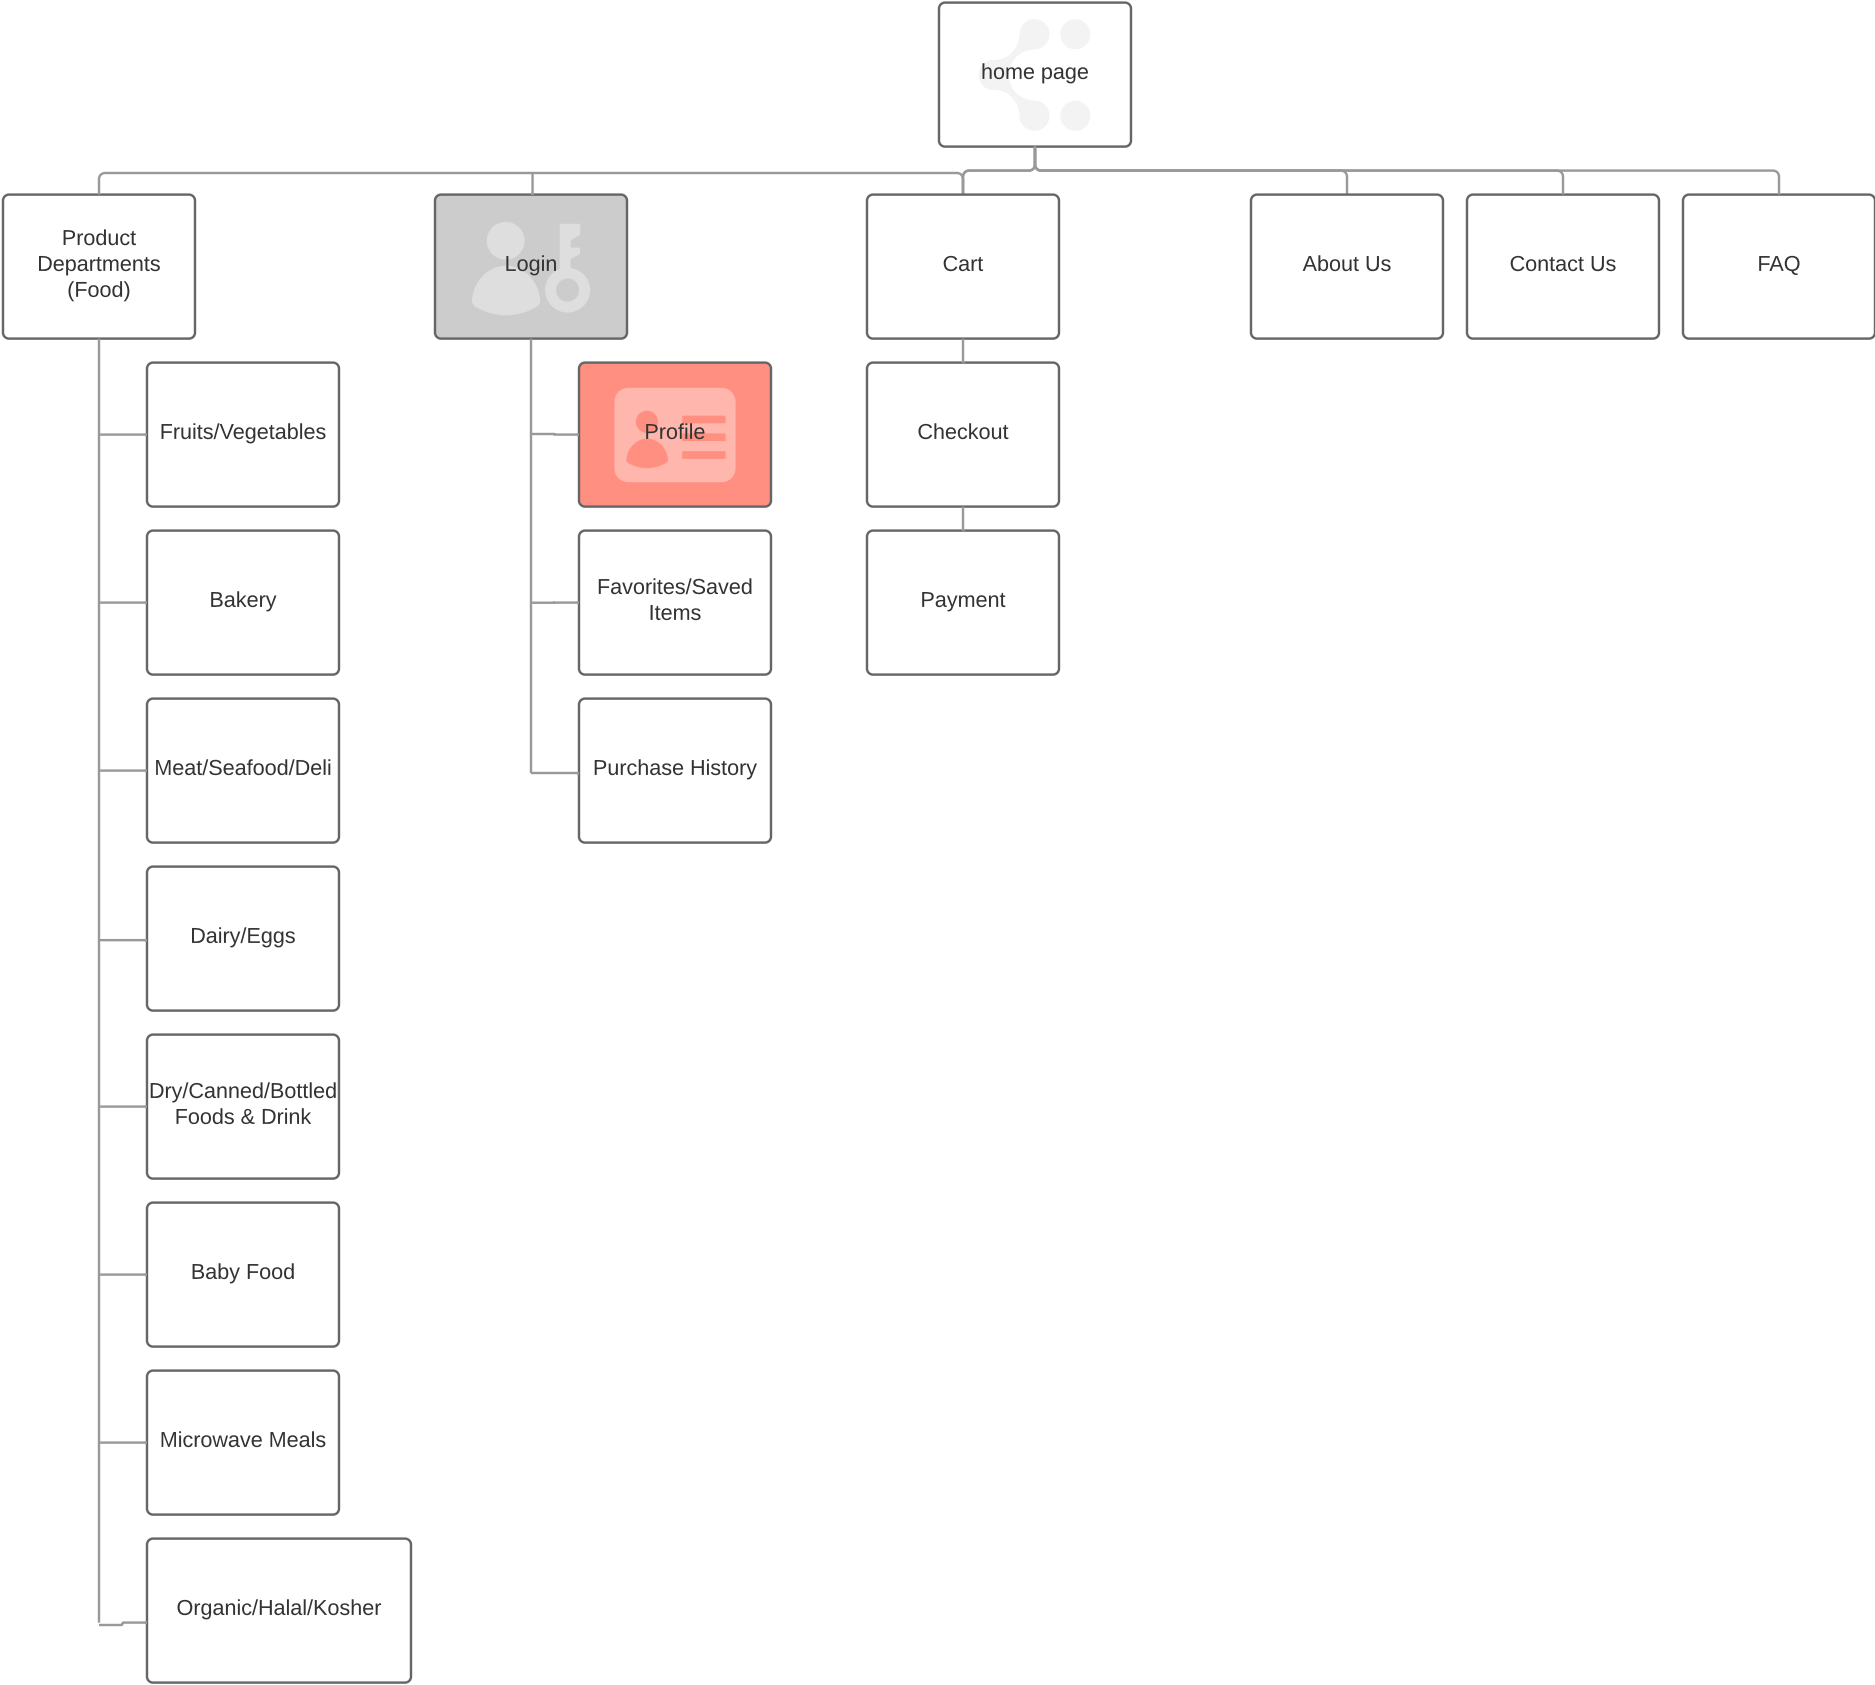 home page
Product
Departments
(Food)
Login
Cart
About Us
Contact Us
FAQ
Fruits/Vegetables
Profile
Checkout
Bakery
Favorites/Saved
Items
Payment
Meat/Seafood/Deli
Purchase History
Dairy/Eggs
Dry/Canned/Bottled
Foods & Drink
Baby Food
Microwave Meals
Organic/Halal/Kosher